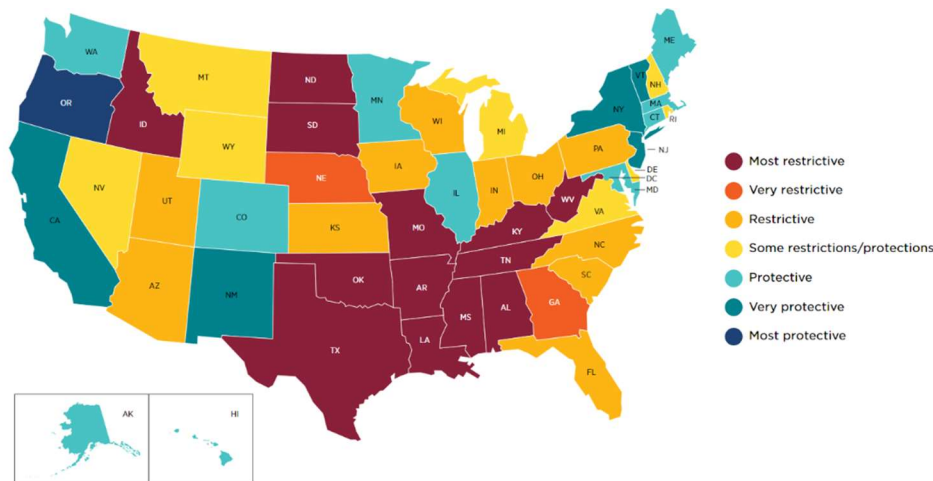 WA
ME
MT
ND
VT
NH
OR
MN
ID
SD
WI
NY
MA
CT
RI
WY
MI
PA
NJ
IA
NE
OH
DE
DC
MD
NV
IL
IN
UT
CO
WV
VA
CA
KS
MO
KY
NC
TN
OK
AR
SC
AZ
NM
MS
AL
GA
TX
LA
FL
AK
HI
Most restrictive
Very restrictive
Restrictive
Some restrictions/protections
Protective
Very protective
Most protective